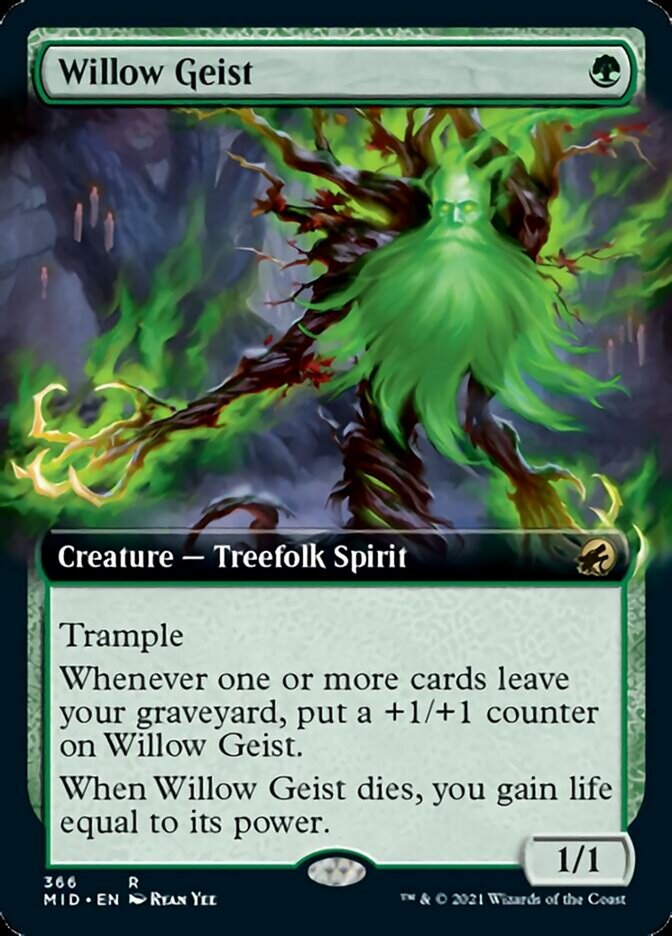 Willow Geist
Creature — Treefolk Spirit
Trample
Whenever one or more cards leave
your graveyard, put a +1/+1 counter
on Willow Geist.
When Willow Geist dies, you gain life
equal to its power.
1/1
366 R
MID • EN Ryan Yee
™ & © 2021 Wizards of the Coast